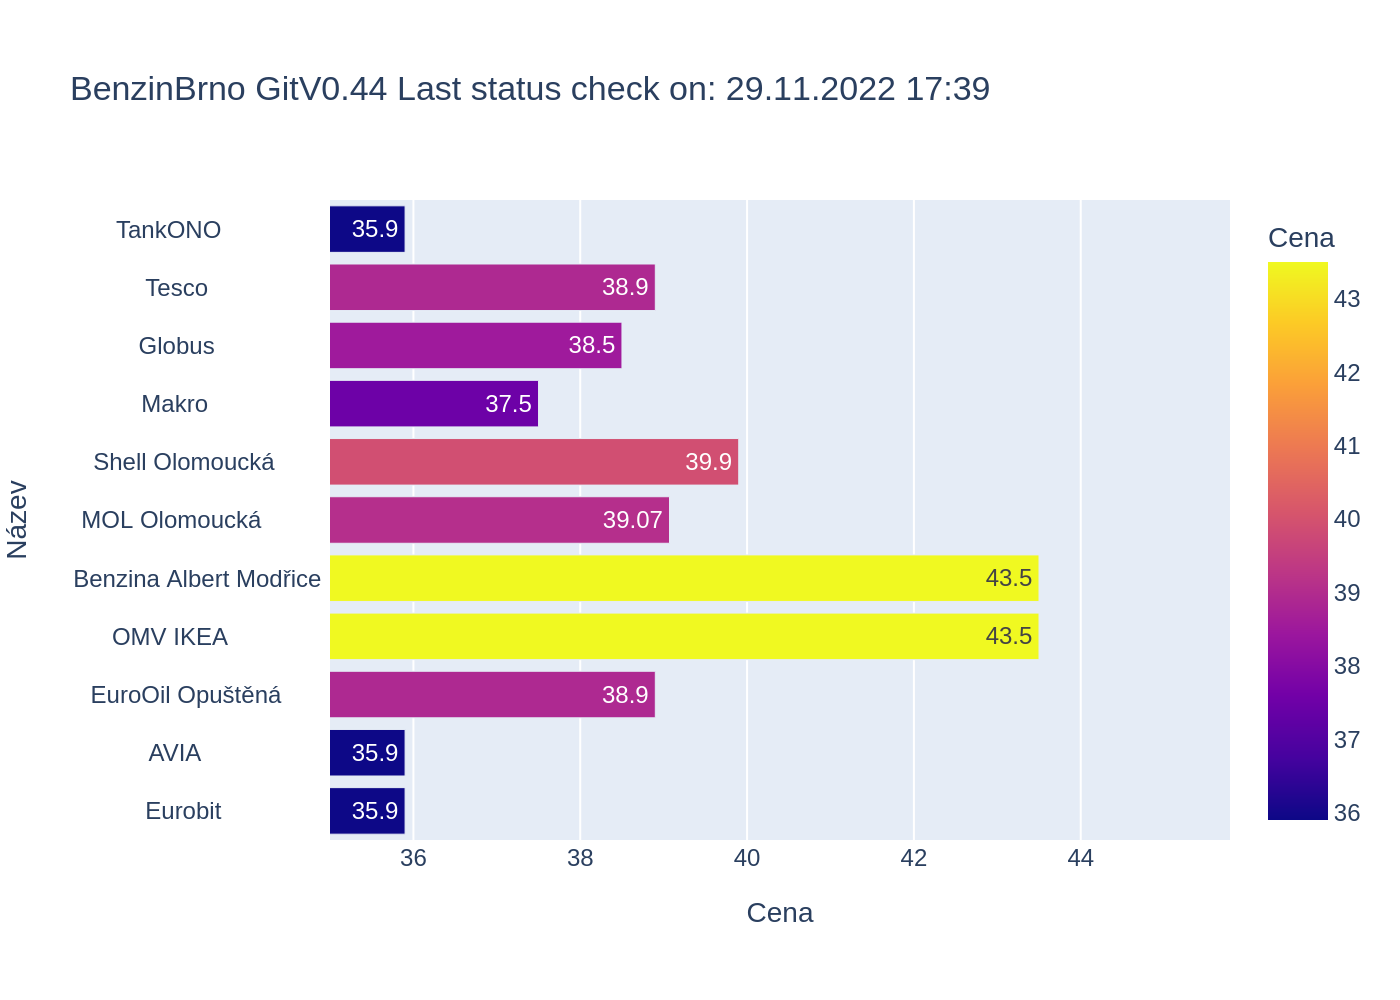 BenzinBrno GitV0.44 Last status check on: 29.11.2022 17:39
Název
TankONO 35.9
Tesco 38.9
Globus 38.5
Makro 37.5
Shell Olomoucká 39.9
MOL Olomoucká 39.07
Benzina Albert Modřice 43.5
OMV IKEA 43.5
EuroOil Opuštěná 38.9
AVIA 35.9
Eurobit 35.9
36 38 40 42 44
Cena
Cena
43
42
41
40
39
38
37
36